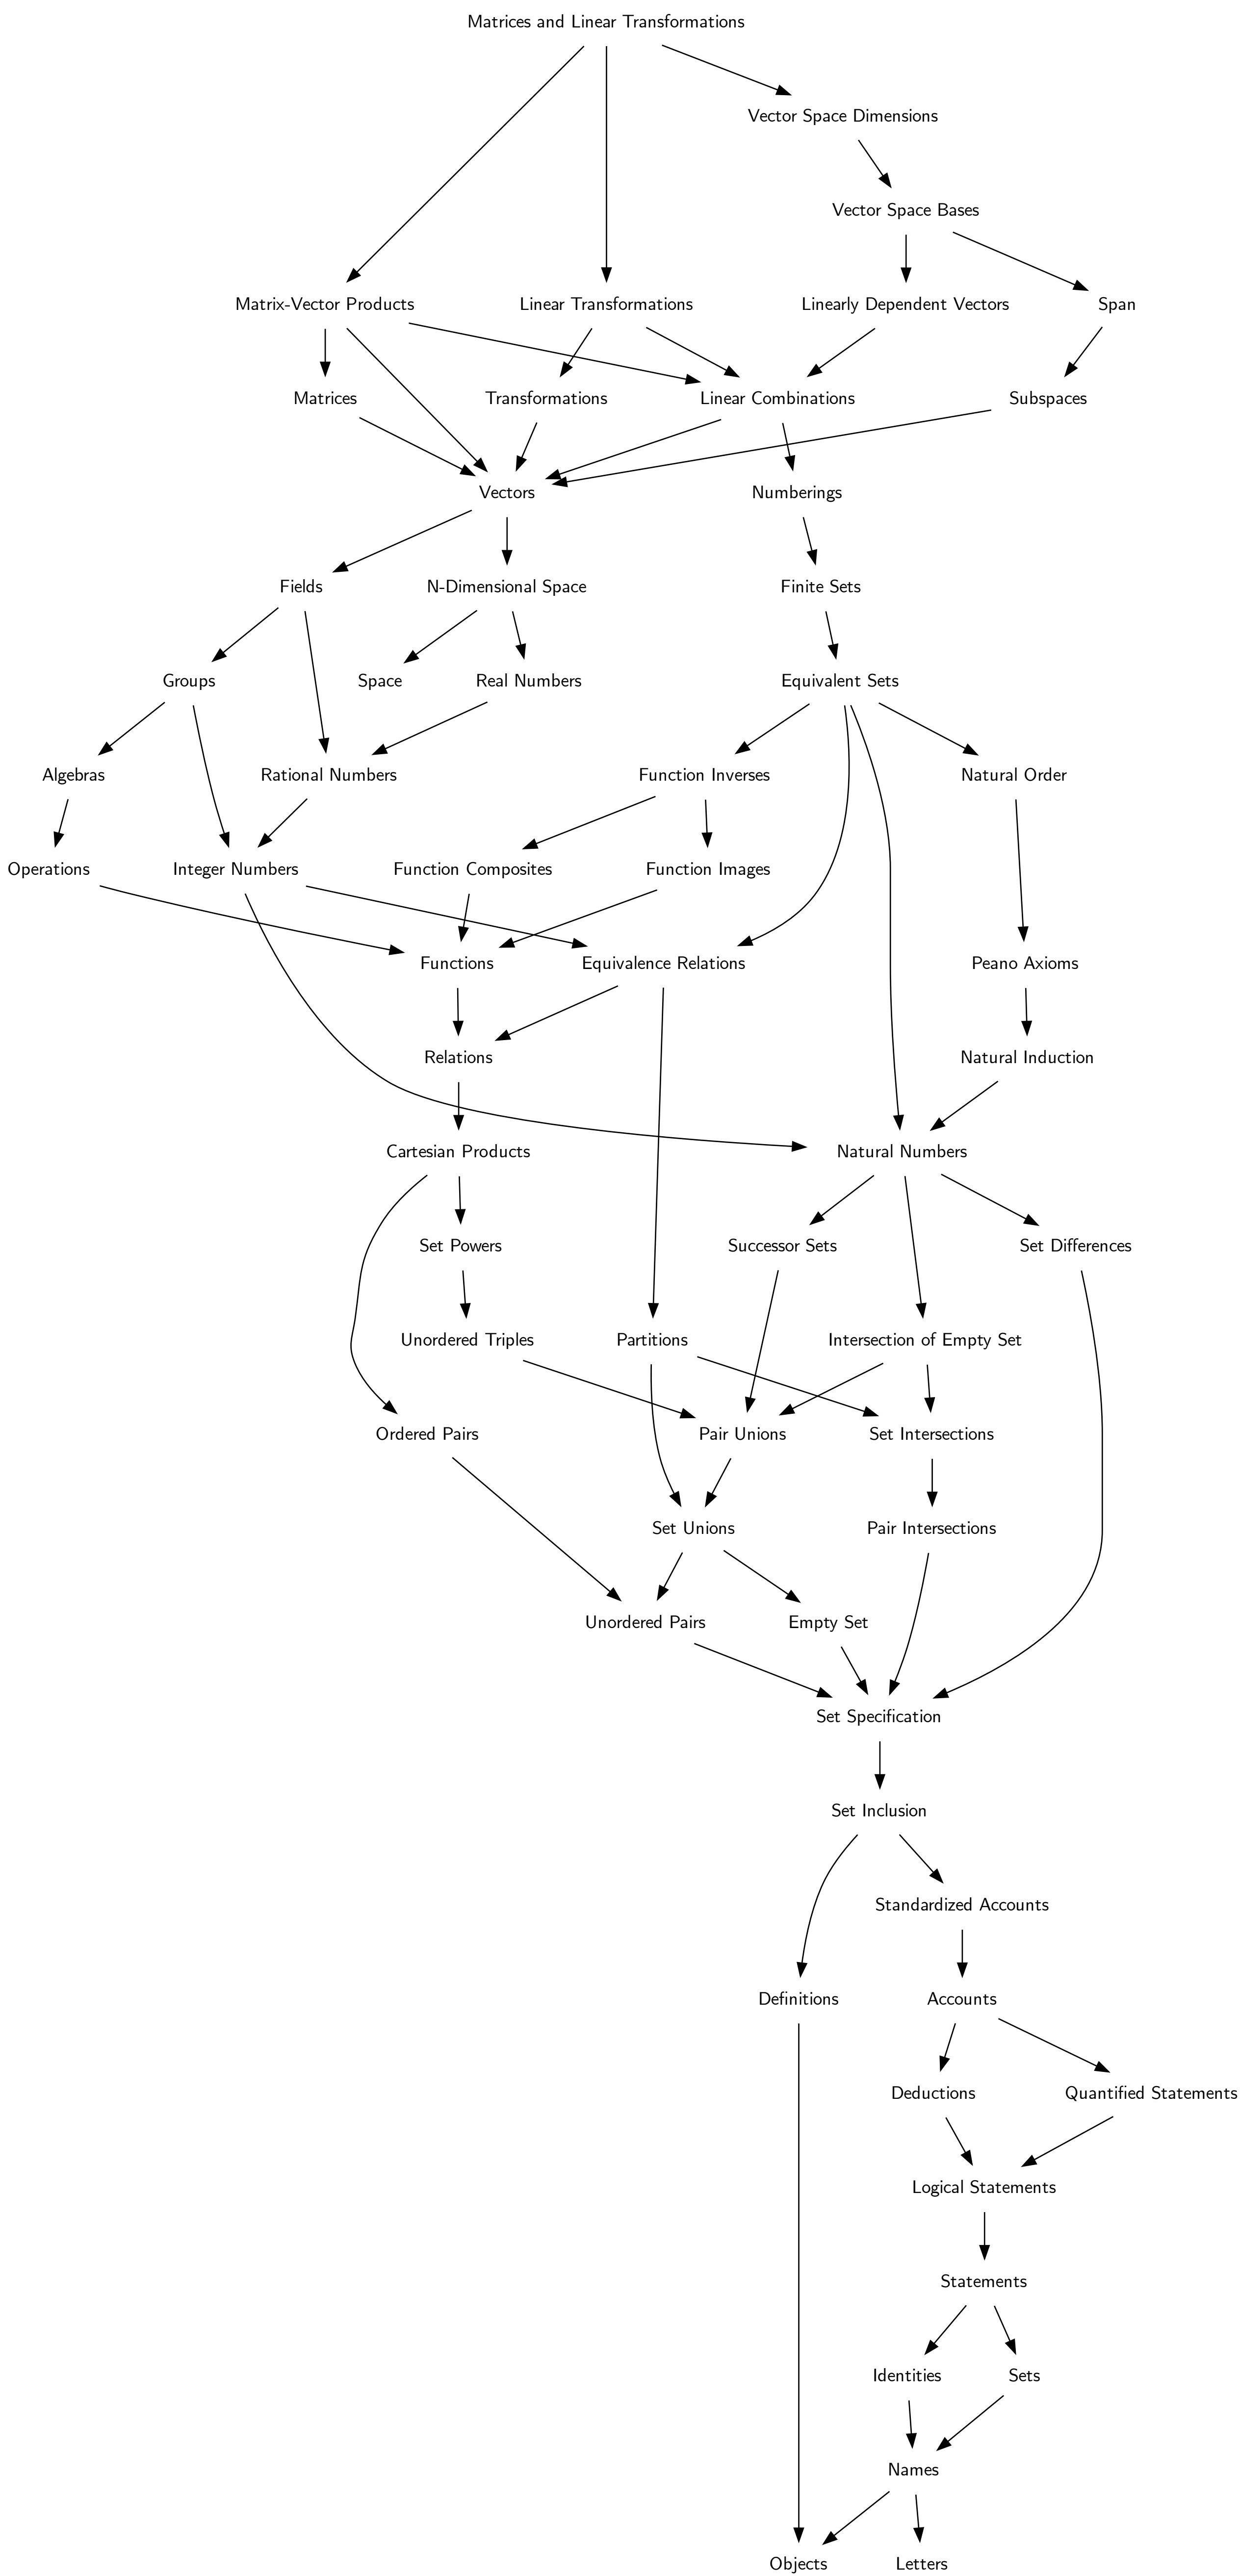 Matrices and Linear Transformations
Vector Space Dimensions
Vector Space Bases
Matrix-Vector Products
Linear Transformations
Linearly Dependent Vectors
Span
Matrices
Transformations
Linear Combinations
Subspaces
Vectors
Numberings
Fields
N-Dimensional Space
Finite Sets
Groups
Space
Real Numbers
Equivalent Sets
Algebras
Rational Numbers
Function Inverses
Natural Order
Operations
Integer Numbers
Function Composites
Function Images
Functions
Equivalence Relations
Peano Axioms
Relations
Natural Induction
Cartesian Products
Natural Numbers
Set Powers
Successor Sets
Set Differences
Unordered Triples
Partitions
Intersection of Empty Set
Ordered Pairs
Pair Unions
Set Intersections
Set Unions
Pair Intersections
Unordered Pairs
Empty Set
Set Specification
Set Inclusion
Standardized Accounts
Definitions
Accounts
Deductions
Quantified Statements
Logical Statements
Statements
Identities
Sets
Names
Objects
Letters